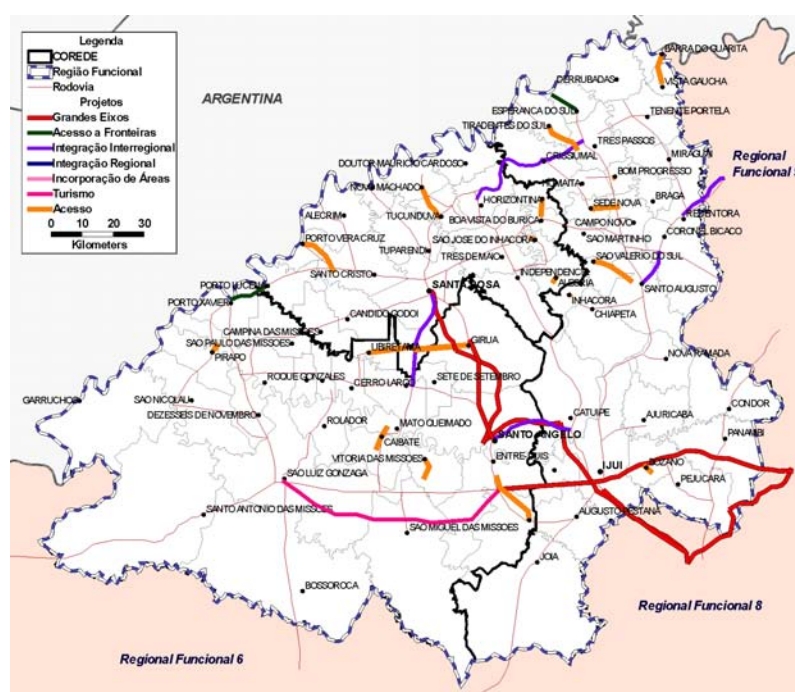 Legenda
COREDE
Região Funcional
Rodovia
Projetos
Grandes Eixos
Acesso a Fronteiras
Integração Interregional
Integração Regional
Incorporação de Áreas
Turismo
Acesso
0 10 20 30
Kilometers
ARGENTINA
BARRA DO GUARITA
DERRUBADAS
VISTA GAUCHA
ESPERANCA DO SUL
TENENTE PORTELA
TIRADENTES DO SUL
TRES PASSOS
MIRAGUAI
Regional
Funcional
DOUTOR MAURICIO CARDOSO
CRISSIUMAL
BOM PROGRESSO
NOVO MACHADO
HUMAITA
BRAGA
HORIZONTINA
SEDE NOVA
REDENTORA
ALECRIM
TUCUNDUVA
BOA VISTA DO BURICA
CAMPO NOVO
CORONEL BICACO
PORTO VERA CRUZ
TUPARENDI
SAO JOSE DO INHACORA
SAO MARTINHO
TRES DE MAIO
SAO VALERIO DO SUL
SANTO CRISTO
INDEPENDENCIA
ALEGRIA
SANTO AUGUSTO
PORTO LUCENA
SANTA ROSA
INHACORA
PORTO XAVIER
CHIAPETA
CANDIDO GODOI
CAMPINA DAS MISSOES
SAO PAULO DAS MISSOES
UBIRETAMA
GIRUA
PIRAPO
NOVA RAMADA
ROQUE GONZALES
CERRO LARGO
SETE DE SETEMBRO
GARRUCHOS
SAO NICOLAU
DEZESSEIS DE NOVEMBRO
ROLADOR
MATO QUEIMADO
CATUIPE
AJURICABA
CONDOR
CAIBATE
SANTO ANGELO
PANAMBI
VITORIA DAS MISSOES
ENTRE-IJUIS
IJUI
BOZANO
SAO LUIZ GONZAGA
PEJUCARA
SANTO ANTONIO DAS MISSOES
SAO MIGUEL DAS MISSOES
AUGUSTO PESTANA
JOIA
BOSSOROCA
Regional Funcional 8
Regional Funcional 6